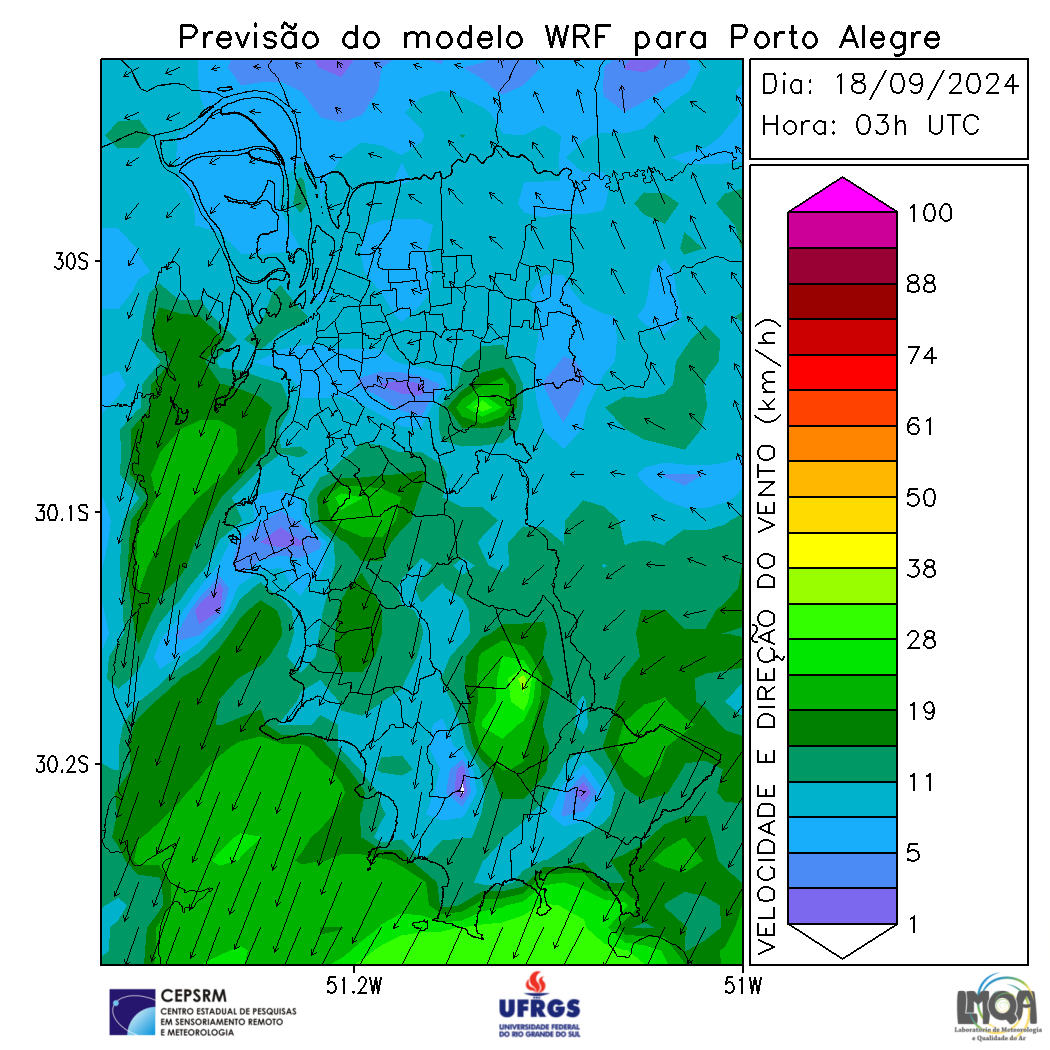 Previsão do modelo WRF para Porto Alegre
Dia: 18/09/2024
Hora: 03h UTC
30S
30.1S
30.2S
51.2W
51W
VELOCIDADE E DIREÇÃO DO VENTO (km/h)
100
88
74
61
50
38
28
19
11
5
1
CEPSRM
CENTRO ESTADUAL DE PESQUISAS
EM SENSORIAMENTO REMOTO
E METEOROLOGIA
UFRGS
UNIVERSIDADE FEDERAL
DO RIO GRANDE DO SUL
LMQA
Laboratório de Meteorologia
e Qualidade do Ar